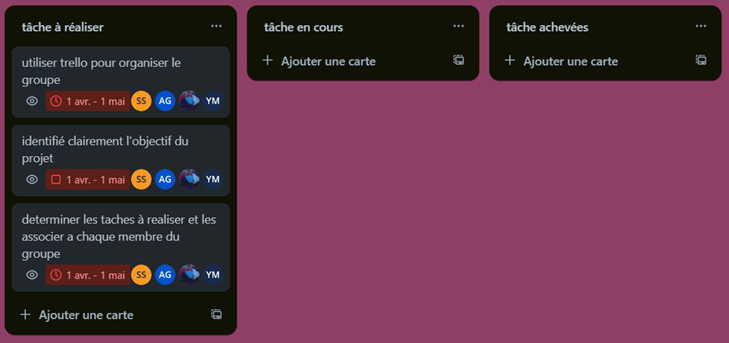 tâche à réaliser
utiliser trello pour organiser le
groupe
1 avr. - 1 mai SS AG YM
identifié clairement l'objectif du
projet
1 avr. - 1 mai SS AG YM
determiner les taches à realiser et les
associer a chaque membre du
groupe
1 avr. - 1 mai SS AG YM
Ajouter une carte
tâche en cours
Ajouter une carte
tâche achevées
Ajouter une carte